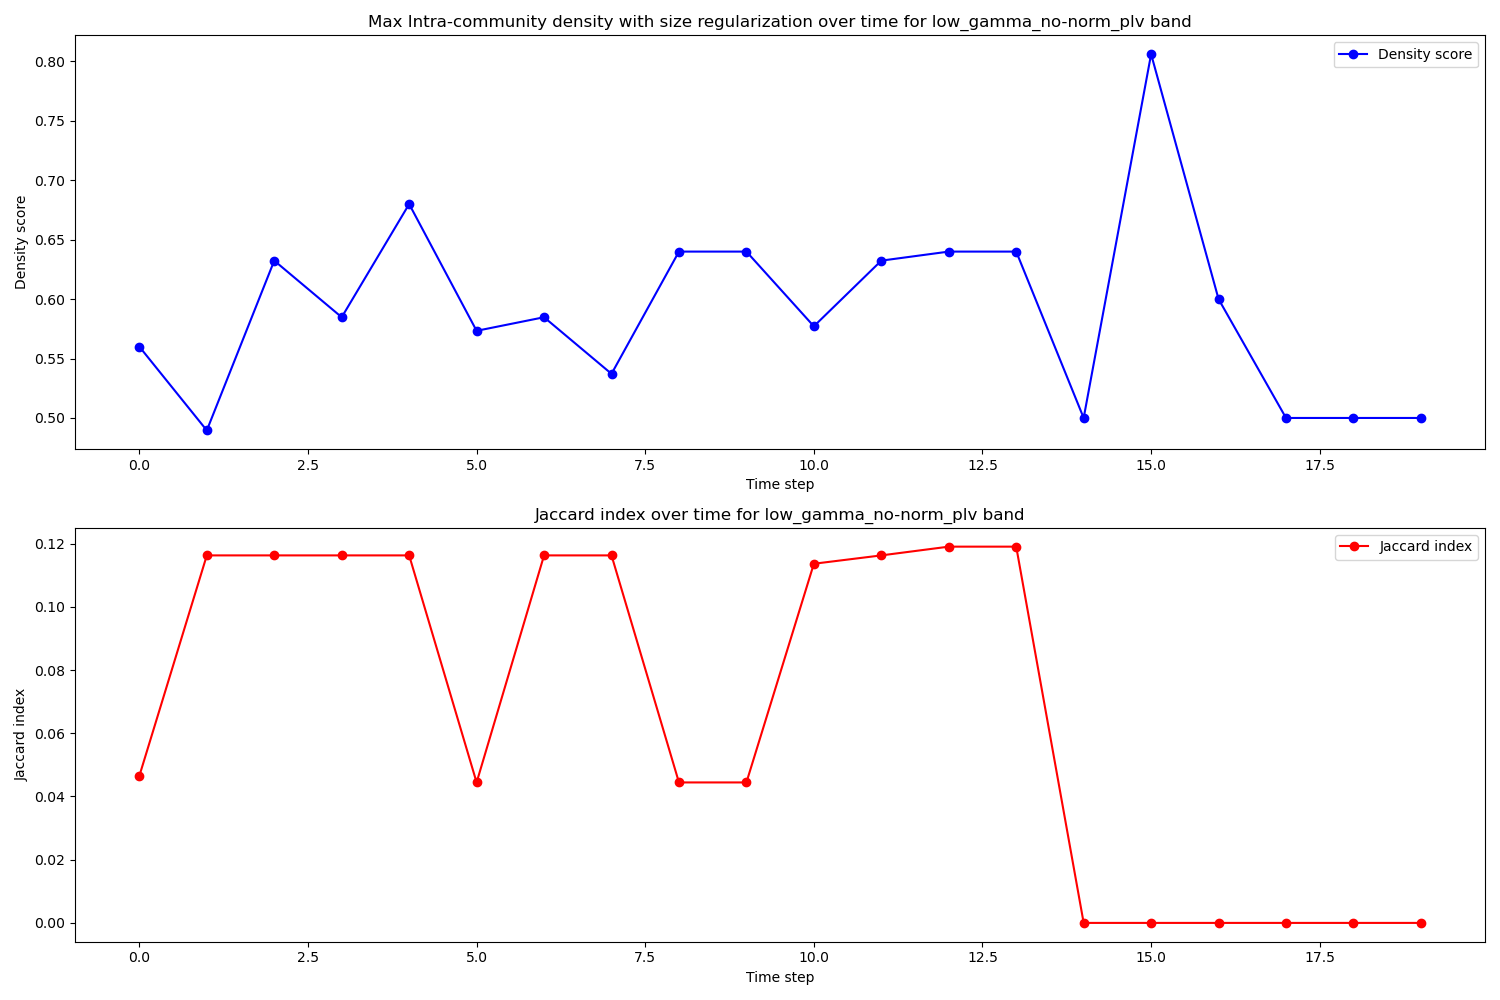 Max Intra-community density with size regularization over time for low_gamma_no-norm_plv band
Density score
0.80
0.75
0.70
0.65
0.60
0.55
0.50
Density score
0.0 2.5 5.0 7.5 10.0 12.5 15.0 17.5
Time step
Jaccard index over time for low_gamma_no-norm_plv band
Jaccard index
0.12
0.10
0.08
0.06
0.04
0.02
0.00
Jaccard index
0.0 2.5 5.0 7.5 10.0 12.5 15.0 17.5
Time step